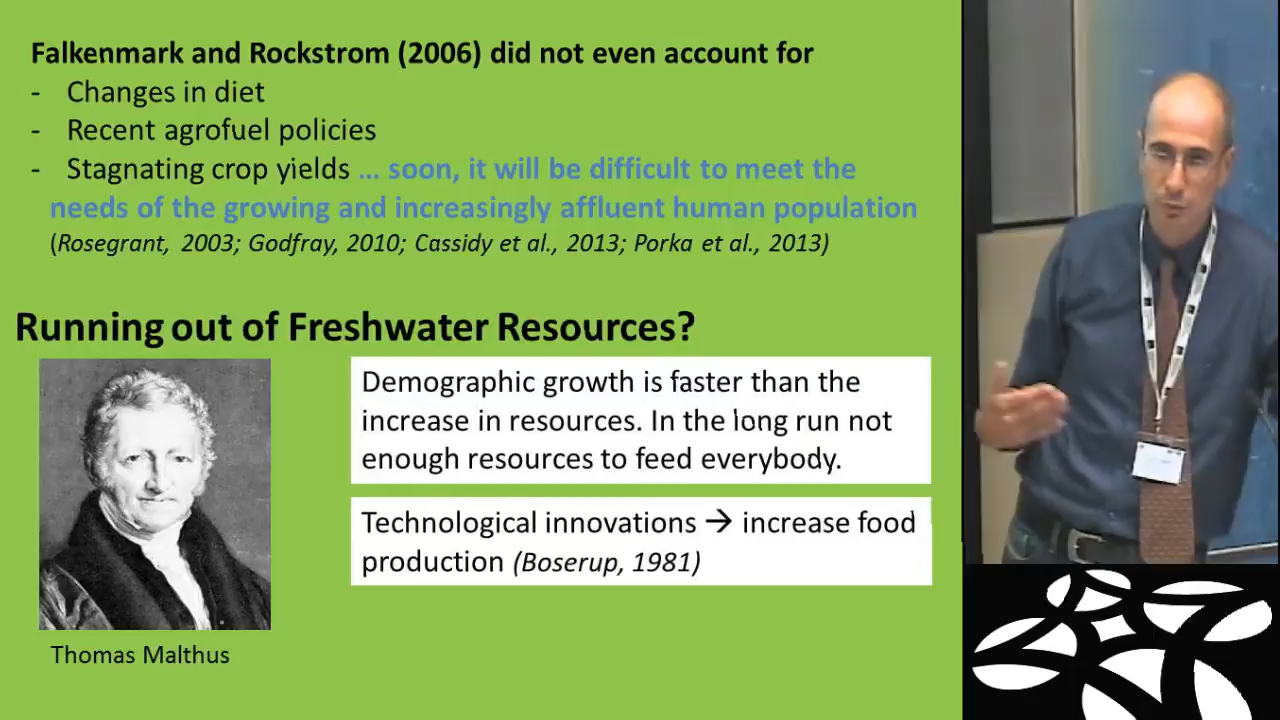 Falkenmark and Rockstrom (2006) did not even account for
- Changes in diet
- Recent agrofuel policies
- Stagnating crop yields ... soon, it will be difficult to meet the
needs of the growing and increasingly affluent human population
(Rosegrant, 2003; Godfray, 2010; Cassidy et al., 2013; Porka et al., 2013)
Running out of Freshwater Resources?
Demographic growth is faster than the
increase in resources. In the long run not
enough resources to feed everybody.
Technological innovations → increase food
production (Boserup, 1981)
Thomas Malthus